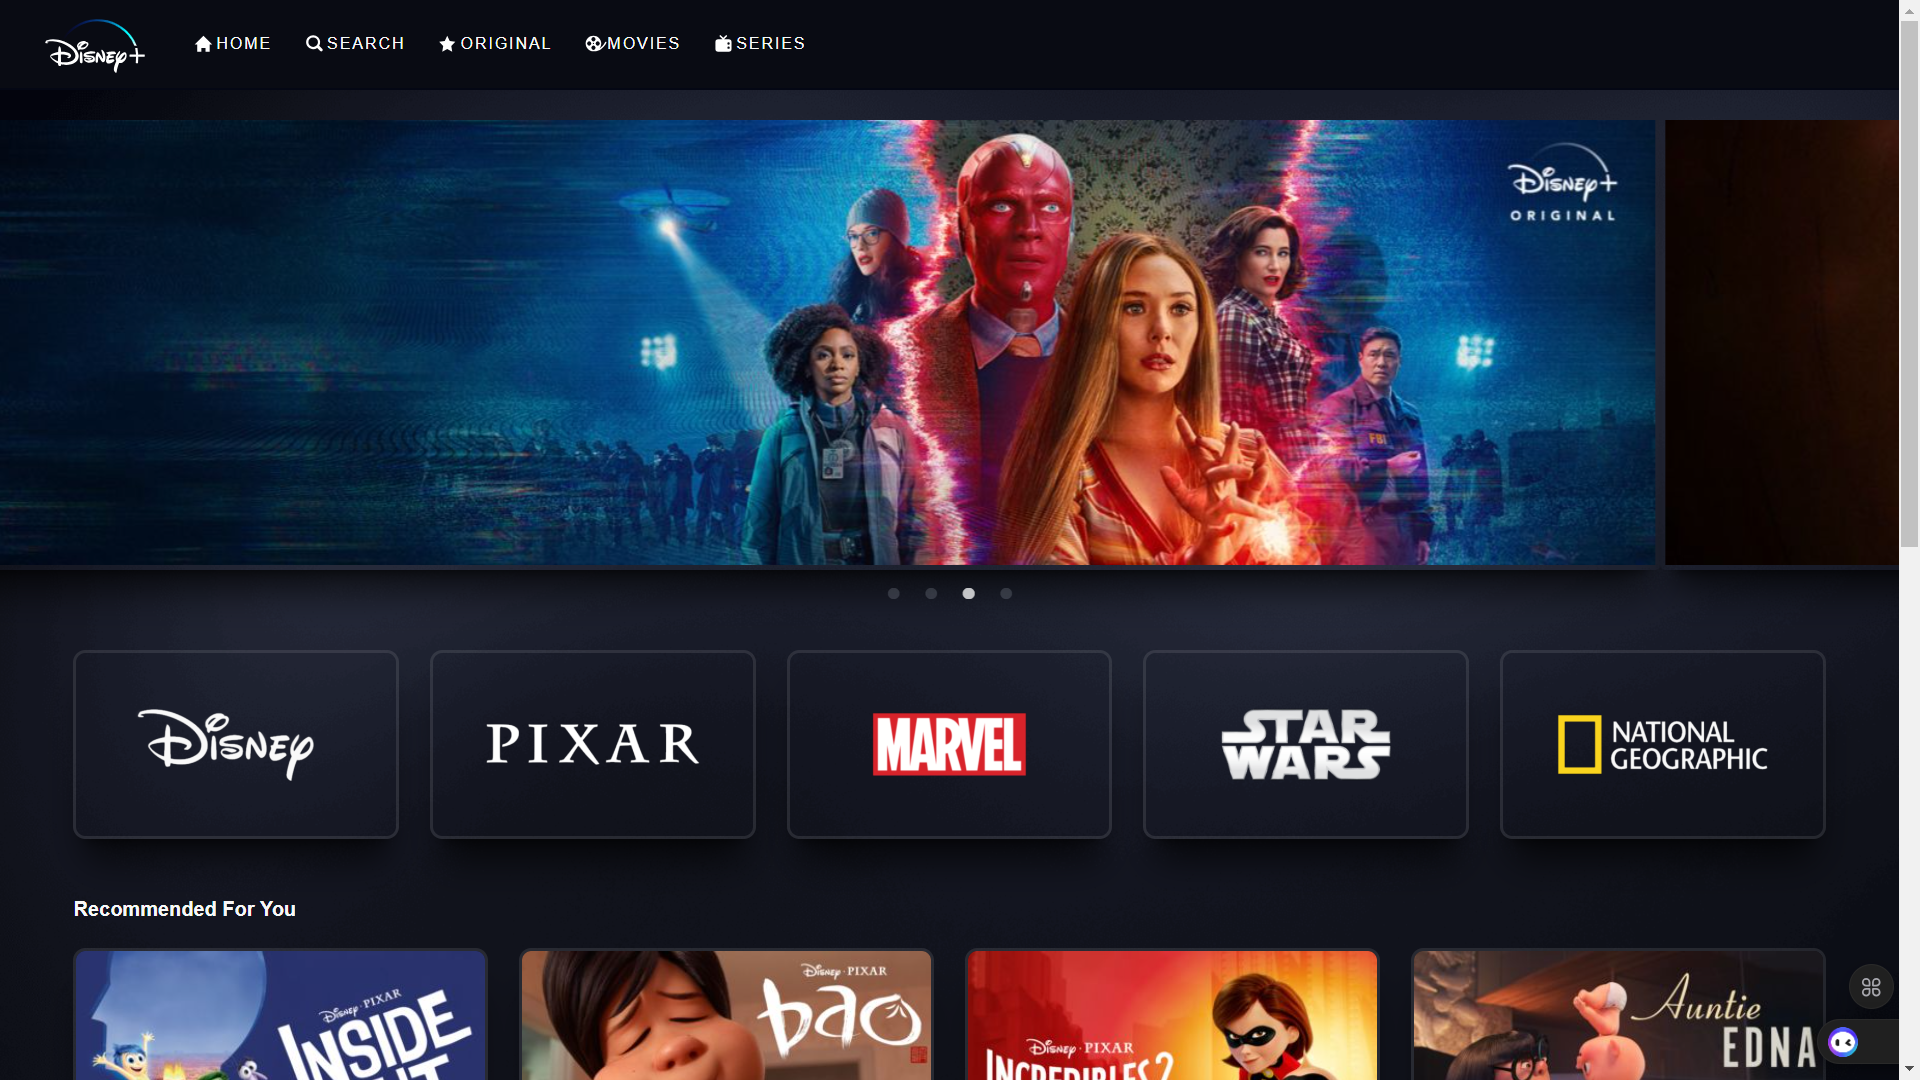 Disney+
HOME
SEARCH
ORIGINAL
MOVIES
SERIES
Disney+
ORIGINAL
FBI
Disney
PIXAR
MARVEL
STAR
WARS
NATIONAL
GEOGRAPHIC
Recommended For You
Disney·PIXAR
INSIDE
Disney·PIXAR
bao
Disney·PIXAR
INCREDIBLES 2
Auntie
EDNA